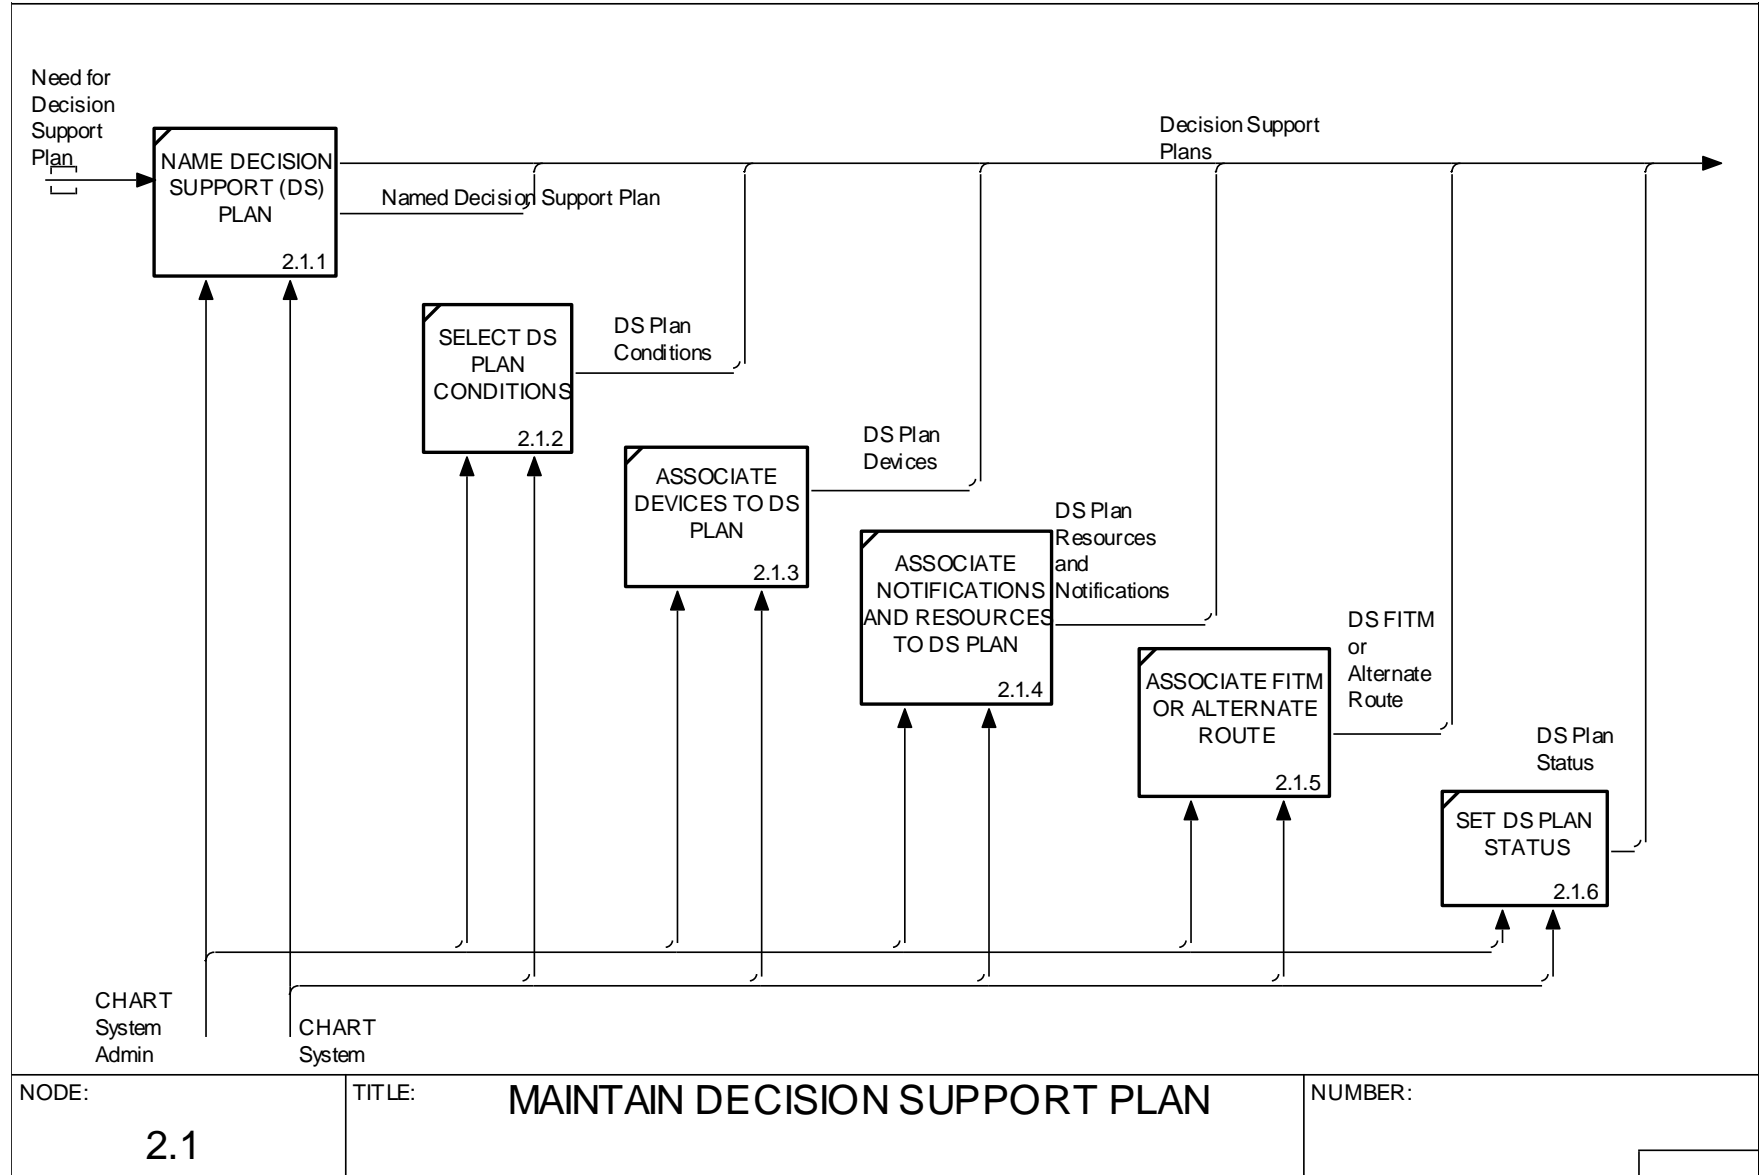 Need for
Decision
Support
Plan
NAME DECISION
SUPPORT (DS)
PLAN
2.1.1
Named Decision Support Plan
Decision Support
Plans
SELECT DS
PLAN
CONDITIONS
2.1.2
DS Plan
Conditions
ASSOCIATE
DEVICES TO DS
PLAN
2.1.3
DS Plan
Devices
ASSOCIATE
NOTIFICATIONS
AND RESOURCES
TO DS PLAN
2.1.4
DS Plan
Resources
and
Notifications
ASSOCIATE FITM
OR ALTERNATE
ROUTE
2.1.5
DS FITM
or
Alternate
Route
SET DS PLAN
STATUS
2.1.6
DS Plan
Status
CHART
System
Admin
CHART
System
NODE:
2.1
TITLE:
MAINTAIN DECISION SUPPORT PLAN
NUMBER: